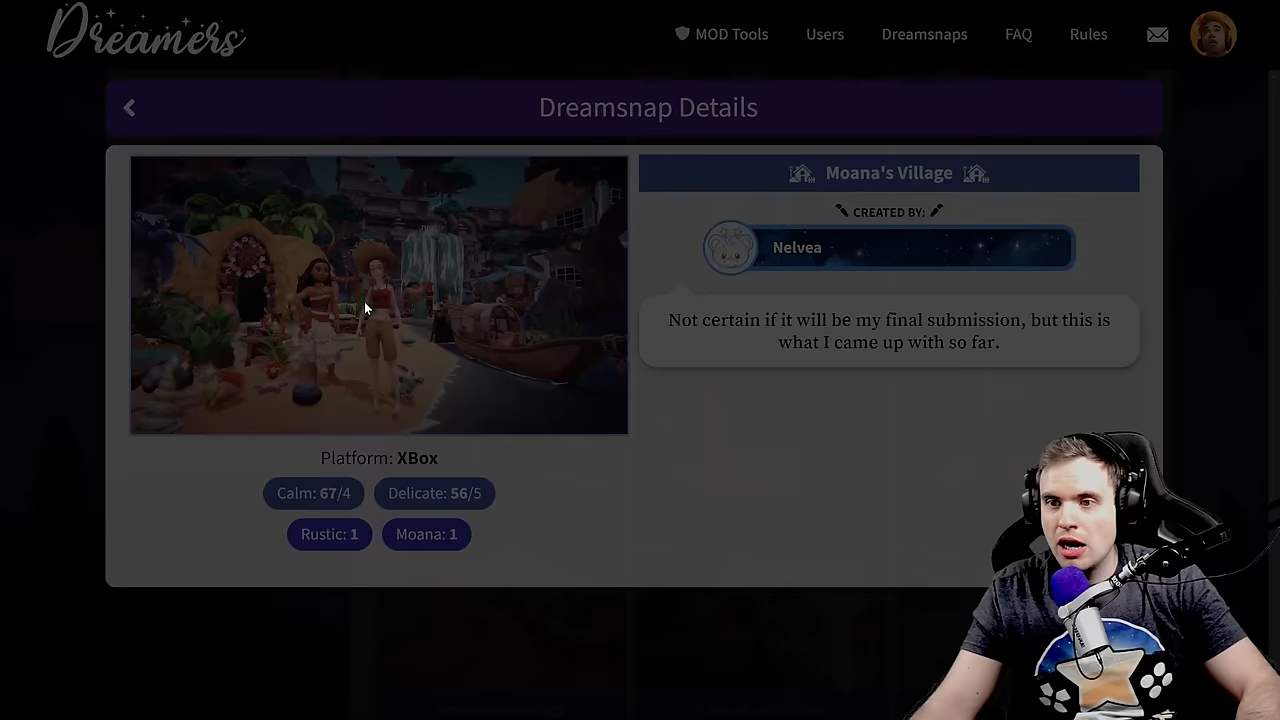 Dreamers
MOD Tools
Users
Dreamsnaps
FAQ
Rules
Dreamsnap Details
Moana's Village
CREATED BY:
Nelvea
Not certain if it will be my final submission, but this is
what I came up with so far.
Platform: XBox
Calm: 67/4
Delicate: 56/5
Rustic: 1
Moana: 1